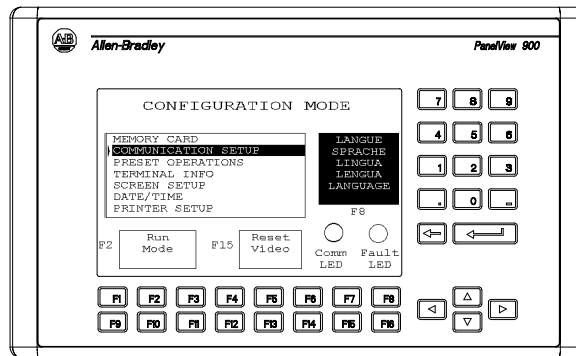 AB
Allen-Bradley
PanelView 900
CONFIGURATION MODE
MEMORY CARD
COMMUNICATION SETUP
PRESET OPERATIONS
TERMINAL INFO
SCREEN SETUP
DATE/TIME
PRINTER SETUP
LANGUE
SPRACHE
LINGUA
LENGUA
LANGUAGE
F8
F2
Run
Mode
F15
Reset
Video
Comm
LED
Fault
LED
7 8 9
4 5 6
1 2 3
. 0 -
F1 F2 F3 F4 F5 F6 F7 F8
F9 F10 F11 F12 F13 F14 F15 F16